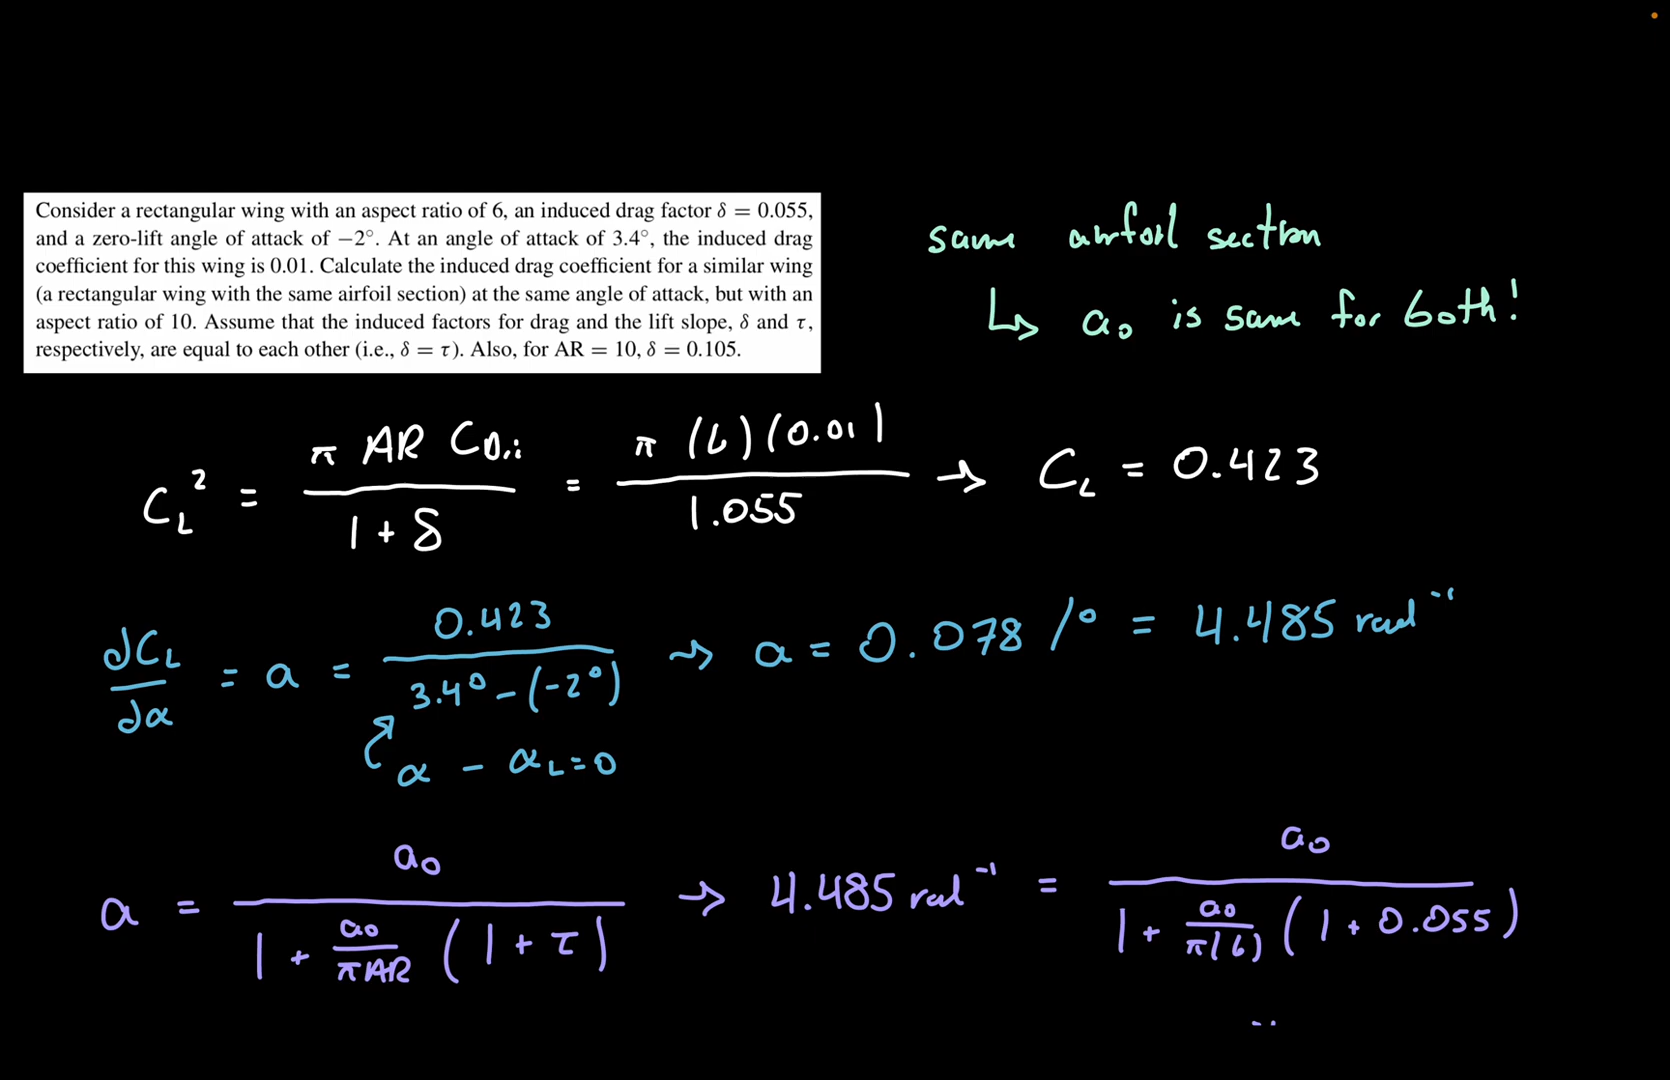 Consider a rectangular wing with an aspect ratio of 6, an induced drag factor δ = 0.055,
and a zero-lift angle of attack of −2°. At an angle of attack of 3.4°, the induced drag
coefficient for this wing is 0.01. Calculate the induced drag coefficient for a similar wing
(a rectangular wing with the same airfoil section) at the same angle of attack, but with an
aspect ratio of 10. Assume that the induced factors for drag and the lift slope, δ and τ,
respectively, are equal to each other (i.e., δ = τ). Also, for AR = 10, δ = 0.105.
same airfoil section
↳ a₀ is same for both!
C_L² = π AR C_D,i / (1 + δ) = π (6)(0.01) / 1.055 → C_L = 0.423
dC_L/dα = a = 0.423 / (3.4° − (−2°)) → a = 0.078 /° = 4.485 rad⁻¹
α − α_L=0
a = a₀ / (1 + a₀/(πAR) (1 + τ)) → 4.485 rad⁻¹ = a₀ / (1 + a₀/(π(6)) (1 + 0.055))